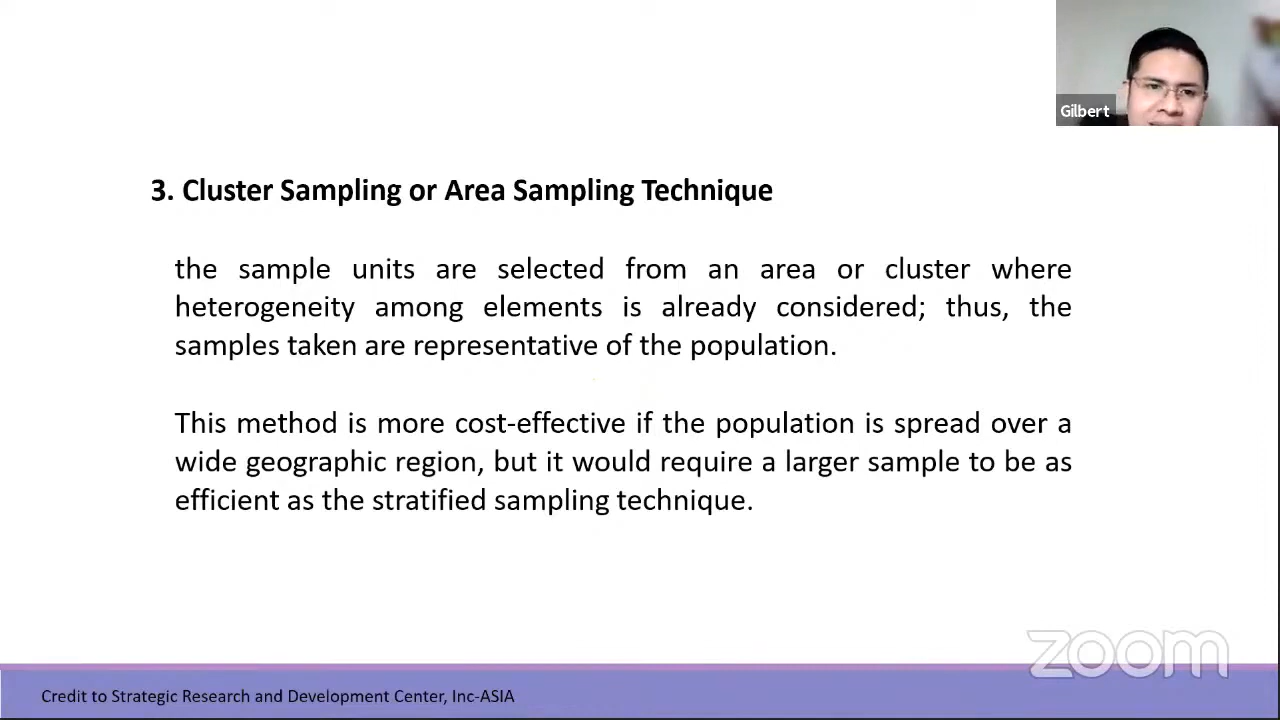 Gilbert
3. Cluster Sampling or Area Sampling Technique
the sample units are selected from an area or cluster where
heterogeneity among elements is already considered; thus, the
samples taken are representative of the population.
This method is more cost-effective if the population is spread over a
wide geographic region, but it would require a larger sample to be as
efficient as the stratified sampling technique.
zoom
Credit to Strategic Research and Development Center, Inc-ASIA